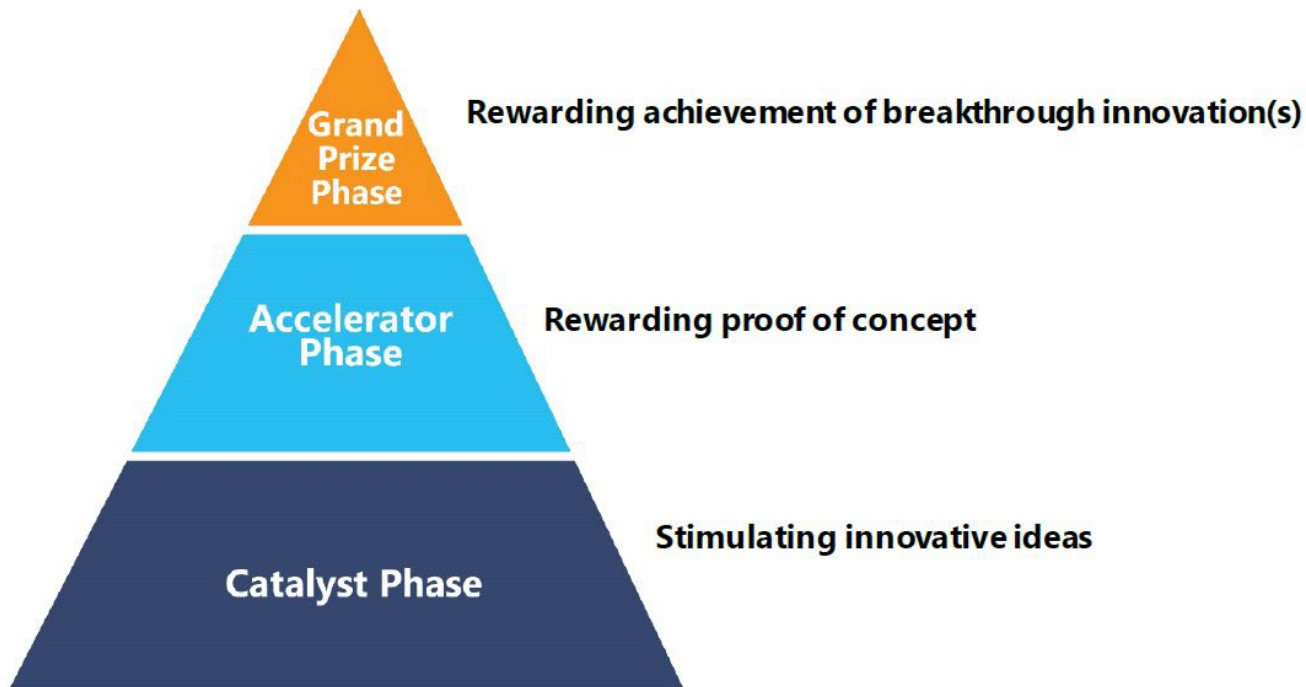 Grand
Prize
Phase
Rewarding achievement of breakthrough innovation(s)
Accelerator
Phase
Rewarding proof of concept
Stimulating innovative ideas
Catalyst Phase